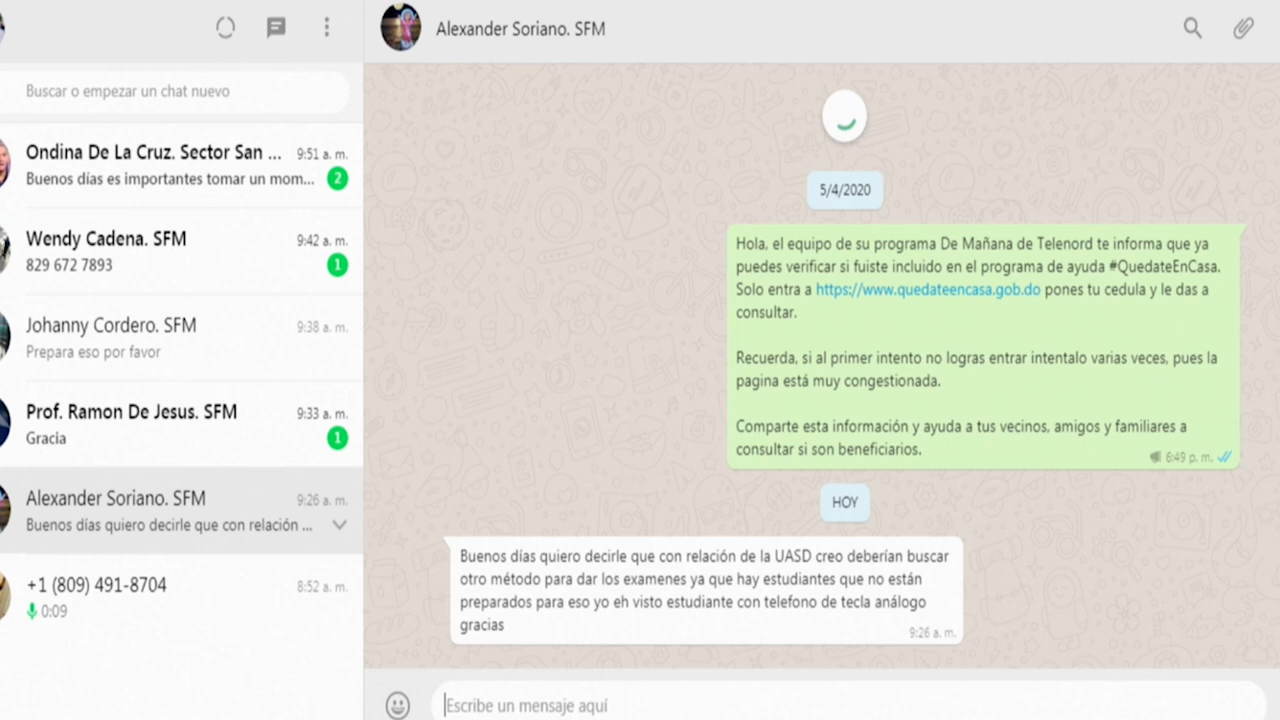 Buscar o empezar un chat nuevo
Ondina De La Cruz. Sector San ...
9:51 a. m.
Buenos días es importantes tomar un mom...
2
Wendy Cadena. SFM
9:42 a. m.
829 672 7893
1
Johanny Cordero. SFM
9:38 a. m.
Prepara eso por favor
Prof. Ramon De Jesus. SFM
9:33 a. m.
Gracia
1
Alexander Soriano. SFM
9:26 a. m.
Buenos días quiero decirle que con relación ...
+1 (809) 491-8704
8:52 a. m.
0:09
Alexander Soriano. SFM
5/4/2020
Hola, el equipo de su programa De Mañana de Telenord te informa que ya
puedes verificar si fuiste incluido en el programa de ayuda #QuedateEnCasa.
Solo entra a https://www.quedateencasa.gob.do pones tu cedula y le das a
consultar.
Recuerda, si al primer intento no logras entrar intentalo varias veces, pues la
pagina está muy congestionada.
Comparte esta información y ayuda a tus vecinos, amigos y familiares a
consultar si son beneficiarios.
6:49 p. m.
HOY
Buenos días quiero decirle que con relación de la UASD creo deberían buscar
otro método para dar los examenes ya que hay estudiantes que no están
preparados para eso yo eh visto estudiante con telefono de tecla análogo
gracias
9:26 a. m.
Escribe un mensaje aquí